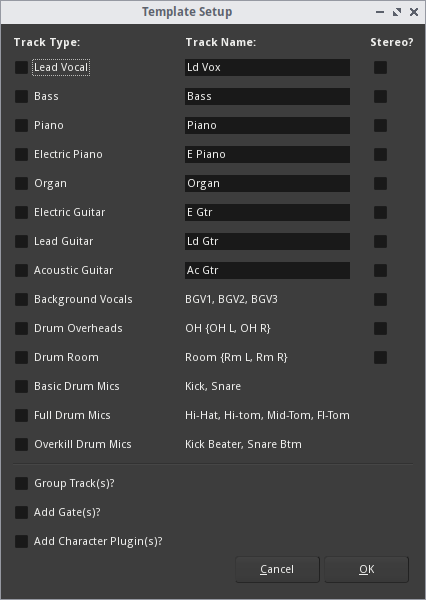 Template Setup
Track Type: Track Name: Stereo?
Lead Vocal Ld Vox
Bass Bass
Piano Piano
Electric Piano E Piano
Organ Organ
Electric Guitar E Gtr
Lead Guitar Ld Gtr
Acoustic Guitar Ac Gtr
Background Vocals BGV1, BGV2, BGV3
Drum Overheads OH {OH L, OH R}
Drum Room Room {Rm L, Rm R}
Basic Drum Mics Kick, Snare
Full Drum Mics Hi-Hat, Hi-tom, Mid-Tom, Fl-Tom
Overkill Drum Mics Kick Beater, Snare Btm
Group Track(s)?
Add Gate(s)?
Add Character Plugin(s)?
Cancel OK